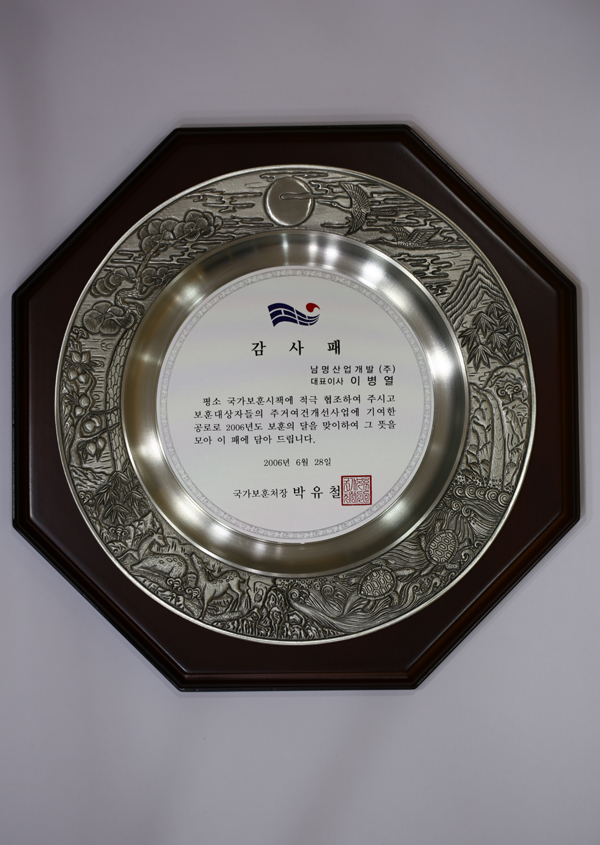 감 사 패
남명산업개발 (주)
대표이사 이 병 열
평소 국가보훈시책에 적극 협조하여 주시고
보훈대상자들의 주거여건개선사업에 기여한
공로로 2006년도 보훈의 달을 맞이하여 그 뜻을
모아 이 패에 담아 드립니다.
2006년 6월 28일
국가보훈처장 박 유 철